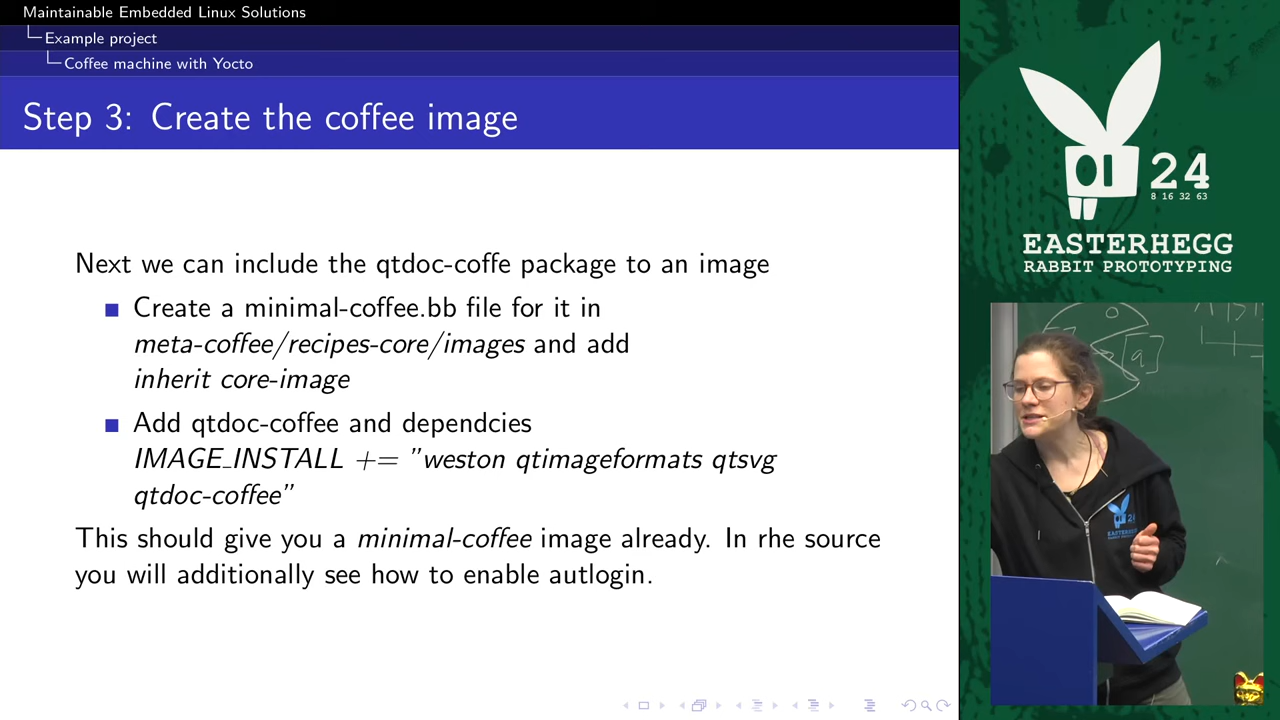 Maintainable Embedded Linux Solutions
Example project
Coffee machine with Yocto
Step 3: Create the coffee image
Next we can include the qtdoc-coffe package to an image
Create a minimal-coffee.bb file for it in
meta-coffee/recipes-core/images and add
inherit core-image
Add qtdoc-coffee and dependcies
IMAGE_INSTALL += "weston qtimageformats qtsvg
qtdoc-coffee"
This should give you a minimal-coffee image already. In rhe source
you will additionally see how to enable autlogin.
24
8 16 32 63
EASTERHEGG
RABBIT PROTOTYPING
[a]
EASTERHEGG